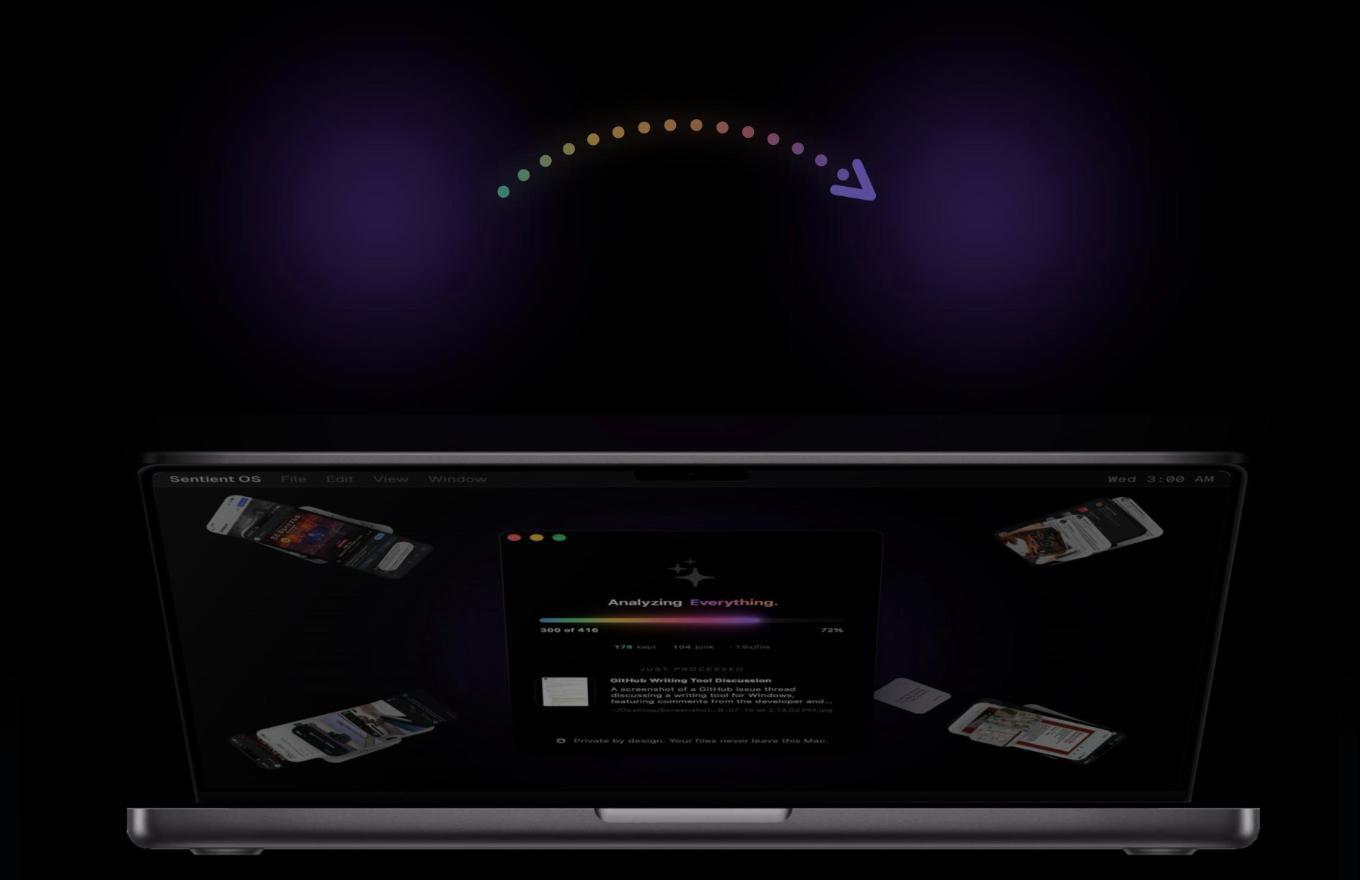 Sentient OS File Edit View Window
Wed 3:00 AM
Analyzing Everything.
300 of 416
72%
178 kept 104 junk
JUST PROCESSED
GitHub Writing Tool Discussion
A screenshot of a GitHub issue thread
discussing a writing tool for Windows,
featuring comments from the developer and...
Private by design. Your files never leave this Mac.